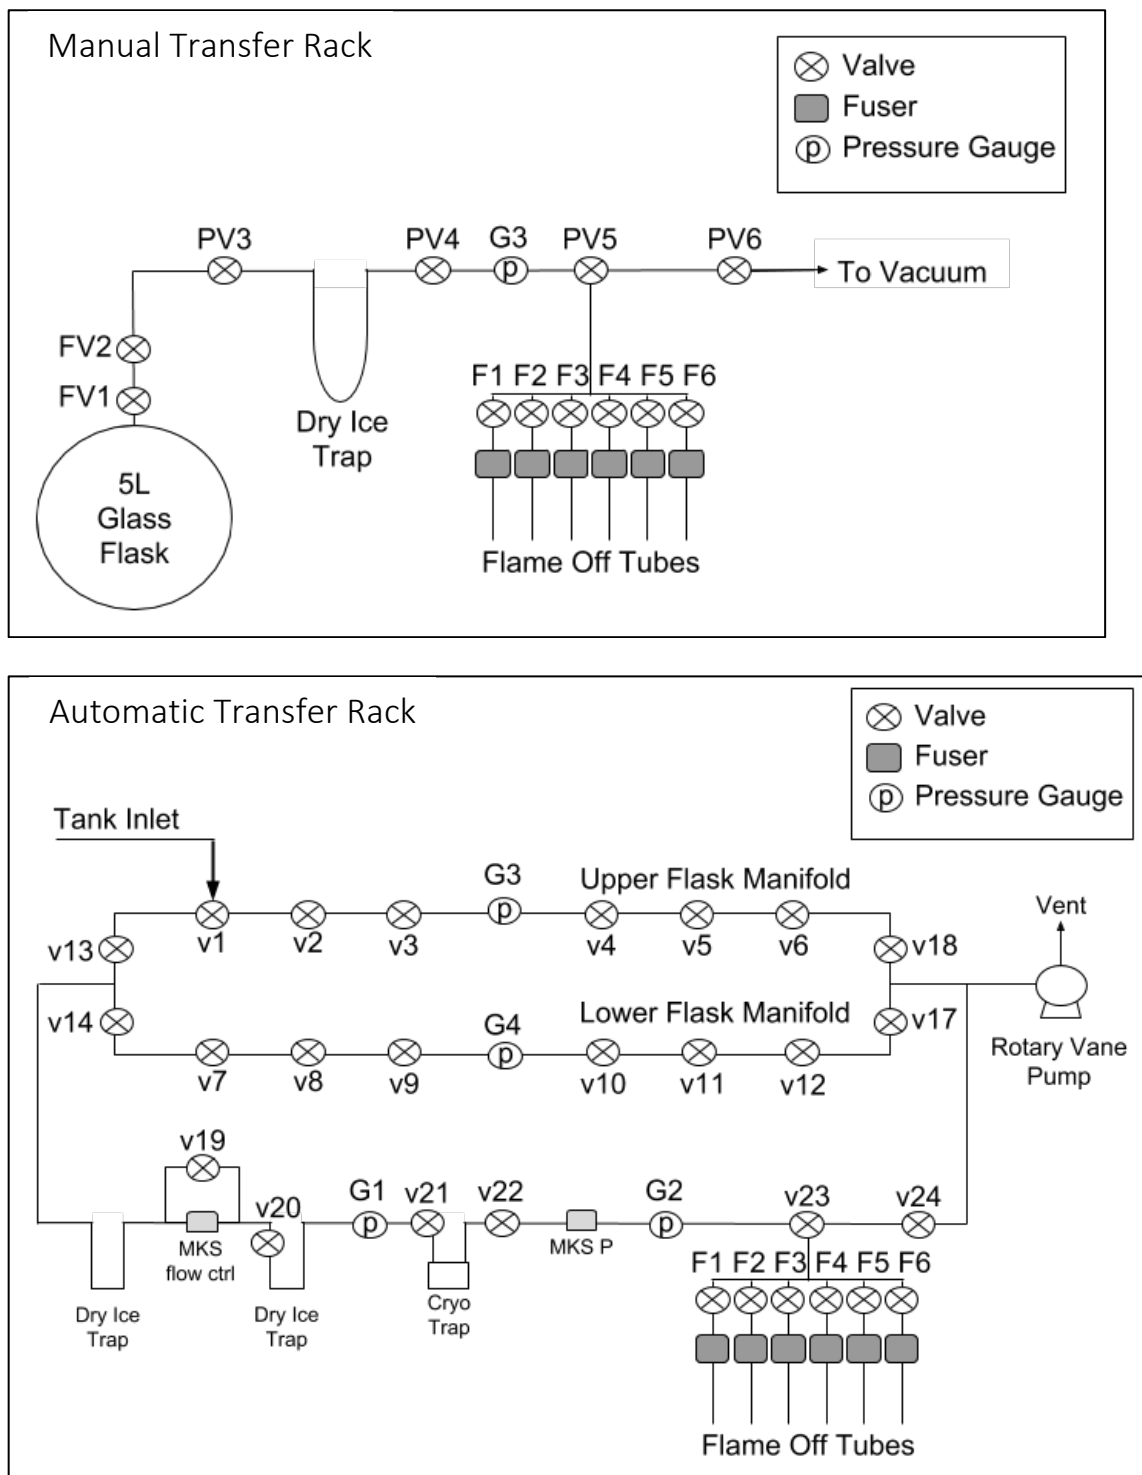 Manual Transfer Rack
Valve
Fuser
p Pressure Gauge
PV3
PV4
G3
PV5
PV6
p
To Vacuum
FV2
FV1
F1 F2 F3 F4 F5 F6
Dry Ice
Trap
5L
Glass
Flask
Flame Off Tubes
Automatic Transfer Rack
Valve
Fuser
p Pressure Gauge
Tank Inlet
G3
Upper Flask Manifold
Vent
p
v1
v2
v3
v4
v5
v6
v13
v18
v14
G4
Lower Flask Manifold
v17
p
v7
v8
v9
v10
v11
v12
Rotary Vane
Pump
v19
v20
G1
v21
v22
G2
v23
v24
p
p
MKS
flow ctrl
MKS P
Dry Ice
Trap
Dry Ice
Trap
Cryo
Trap
F1 F2 F3 F4 F5 F6
Flame Off Tubes